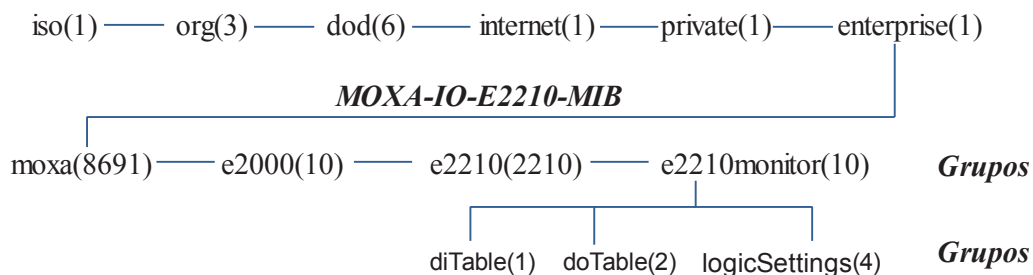 iso(1) org(3) dod(6) internet(1) private(1) enterprise(1)
MOXA-IO-E2210-MIB
moxa(8691) e2000(10) e2210(2210) e2210monitor(10) Grupos
diTable(1) doTable(2) logicSettings(4) Grupos